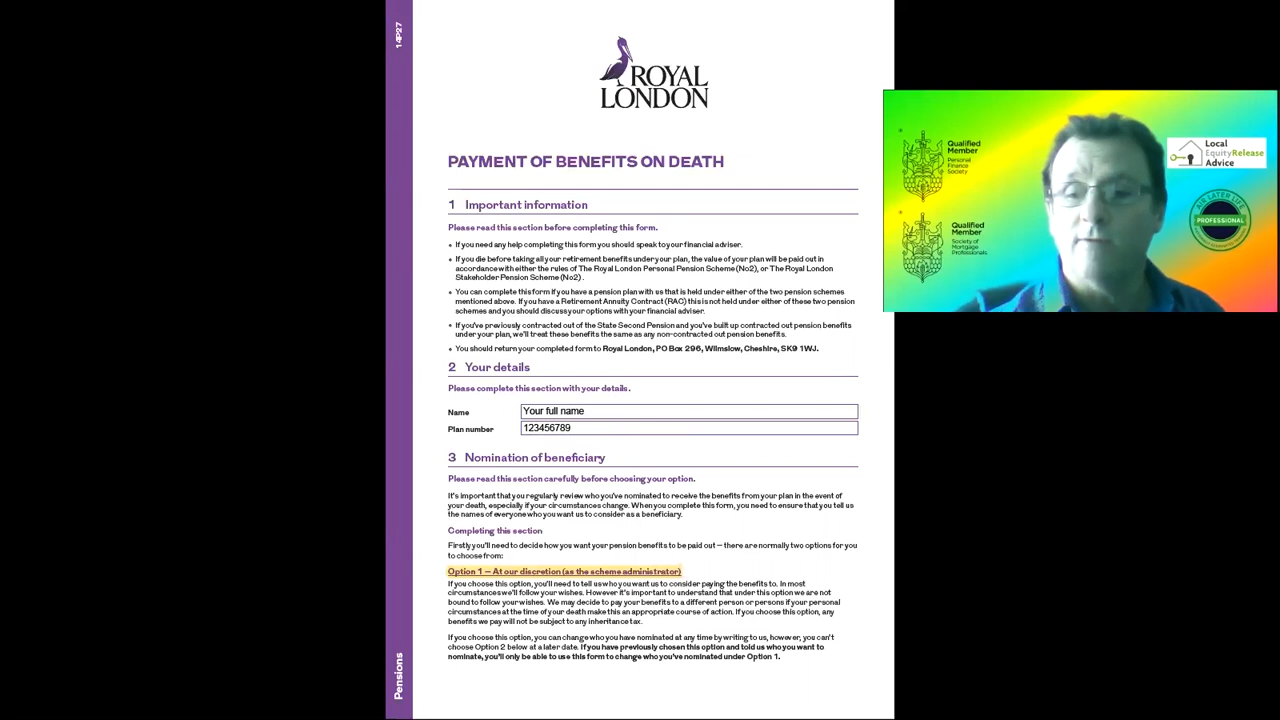 14P27
ROYAL
LONDON
PAYMENT OF BENEFITS ON DEATH
1 Important information
Please read this section before completing this form.
• If you need any help completing this form you should speak to your financial adviser.
• If you die before taking all your retirement benefits under your plan, the value of your plan will be paid out in
accordance with either the rules of The Royal London Personal Pension Scheme (No2), or The Royal London
Stakeholder Pension Scheme (No2) .
• You can complete this form if you have a pension plan with us that is held under either of the two pension schemes
mentioned above. If you have a Retirement Annuity Contract (RAC) this is not held under either of these two pension
schemes and you should discuss your options with your financial adviser.
• If you've previously contracted out of the State Second Pension and you've built up contracted out pension benefits
under your plan, we'll treat these benefits the same as any non-contracted out pension benefits.
• You should return your completed form to Royal London, PO Box 296, Wilmslow, Cheshire, SK9 1WJ.
2 Your details
Please complete this section with your details.
Name Your full name
Plan number 123456789
3 Nomination of beneficiary
Please read this section carefully before choosing your option.
It's important that you regularly review who you've nominated to receive the benefits from your plan in the event of
your death, especially if your circumstances change. When you complete this form, you need to ensure that you tell us
the names of everyone who you want us to consider as a beneficiary.
Completing this section
Firstly you'll need to decide how you want your pension benefits to be paid out – there are normally two options for you
to choose from:
Option 1 – At our discretion (as the scheme administrator)
If you choose this option, you'll need to tell us who you want us to consider paying the benefits to. In most
circumstances we'll follow your wishes. However it's important to understand that under this option we are not
bound to follow your wishes. We may decide to pay your benefits to a different person or persons if your personal
circumstances at the time of your death make this an appropriate course of action. If you choose this option, any
benefits we pay will not be subject to any inheritance tax.
If you choose this option, you can change who you have nominated at any time by writing to us, however, you can't
choose Option 2 below at a later date. If you have previously chosen this option and told us who you want to
nominate, you'll only be able to use this form to change who you've nominated under Option 1.
Pensions
Qualified
Member
Personal
Finance
Society
Qualified
Member
Society of
Mortgage
Professionals
Local
EquityRelease
Advice
AIR LATER LIFE
PROFESSIONAL